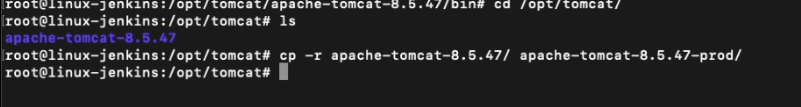 root@linux-jenkins:/opt/tomcat/apache-tomcat-8.5.47/bin# cd /opt/tomcat/
root@linux-jenkins:/opt/tomcat# ls
apache-tomcat-8.5.47
root@linux-jenkins:/opt/tomcat# cp -r apache-tomcat-8.5.47/ apache-tomcat-8.5.47-prod/
root@linux-jenkins:/opt/tomcat#